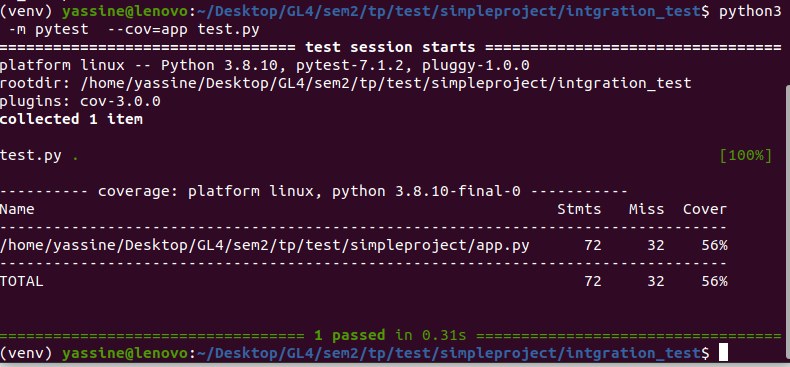 (venv) yassine@lenovo:~/Desktop/GL4/sem2/tp/test/simpleproject/intgration_test$ python3
-m pytest  --cov=app test.py
================================= test session starts ==================================
platform linux -- Python 3.8.10, pytest-7.1.2, pluggy-1.0.0
rootdir: /home/yassine/Desktop/GL4/sem2/tp/test/simpleproject/intgration_test
plugins: cov-3.0.0
collected 1 item
test.py . [100%]
---------- coverage: platform linux, python 3.8.10-final-0 -----------
Name Stmts Miss Cover
---------------------------------------------------------------------------------
/home/yassine/Desktop/GL4/sem2/tp/test/simpleproject/app.py 72 32 56%
---------------------------------------------------------------------------------
TOTAL 72 32 56%
================================== 1 passed in 0.31s ===================================
(venv) yassine@lenovo:~/Desktop/GL4/sem2/tp/test/simpleproject/intgration_test$